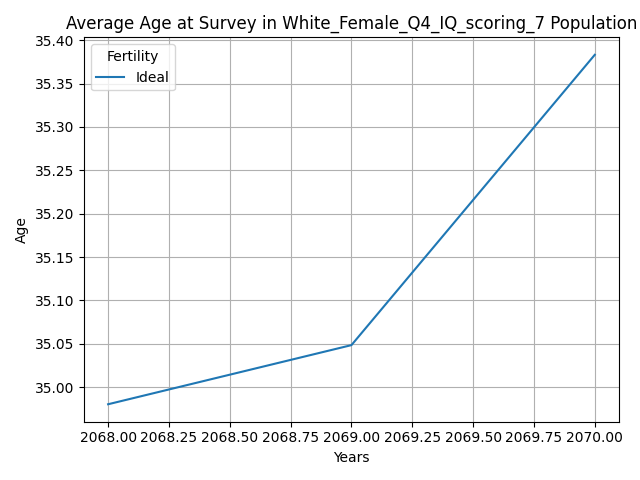 Average Age at Survey in White_Female_Q4_IQ_scoring_7 Population
Fertility
Ideal
35.40
35.35
35.30
35.25
35.20
35.15
35.10
35.05
35.00
Age
2068.00 2068.25 2068.50 2068.75 2069.00 2069.25 2069.50 2069.75 2070.00
Years